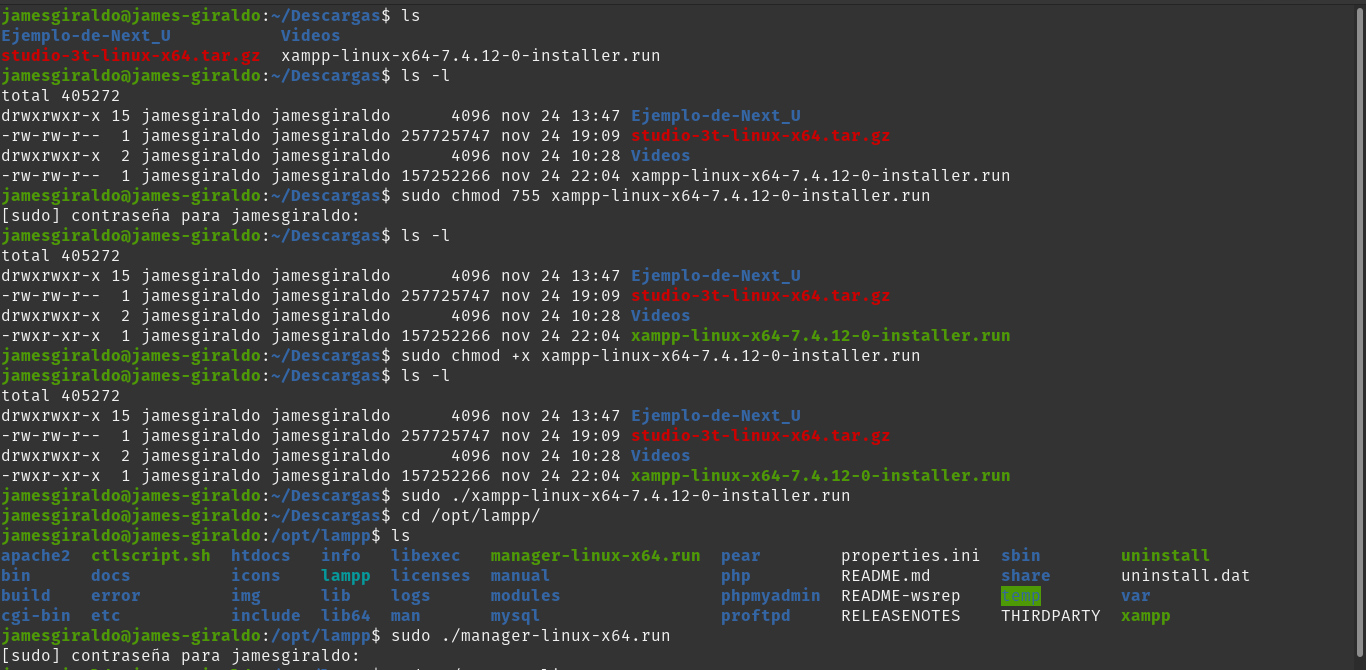 jamesgiraldo@james-giraldo:~/Descargas$ ls
Ejemplo-de-Next_U           Videos
studio-3t-linux-x64.tar.gz  xampp-linux-x64-7.4.12-0-installer.run
jamesgiraldo@james-giraldo:~/Descargas$ ls -l
total 405272
drwxrwxr-x 15 jamesgiraldo jamesgiraldo      4096 nov 24 13:47 Ejemplo-de-Next_U
-rw-rw-r--  1 jamesgiraldo jamesgiraldo 257725747 nov 24 19:09 studio-3t-linux-x64.tar.gz
drwxrwxr-x  2 jamesgiraldo jamesgiraldo      4096 nov 24 10:28 Videos
-rw-rw-r--  1 jamesgiraldo jamesgiraldo 157252266 nov 24 22:04 xampp-linux-x64-7.4.12-0-installer.run
jamesgiraldo@james-giraldo:~/Descargas$ sudo chmod 755 xampp-linux-x64-7.4.12-0-installer.run
[sudo] contraseña para jamesgiraldo:
jamesgiraldo@james-giraldo:~/Descargas$ ls -l
total 405272
drwxrwxr-x 15 jamesgiraldo jamesgiraldo      4096 nov 24 13:47 Ejemplo-de-Next_U
-rw-rw-r--  1 jamesgiraldo jamesgiraldo 257725747 nov 24 19:09 studio-3t-linux-x64.tar.gz
drwxrwxr-x  2 jamesgiraldo jamesgiraldo      4096 nov 24 10:28 Videos
-rwxr-xr-x  1 jamesgiraldo jamesgiraldo 157252266 nov 24 22:04 xampp-linux-x64-7.4.12-0-installer.run
jamesgiraldo@james-giraldo:~/Descargas$ sudo chmod +x xampp-linux-x64-7.4.12-0-installer.run
jamesgiraldo@james-giraldo:~/Descargas$ ls -l
total 405272
drwxrwxr-x 15 jamesgiraldo jamesgiraldo      4096 nov 24 13:47 Ejemplo-de-Next_U
-rw-rw-r--  1 jamesgiraldo jamesgiraldo 257725747 nov 24 19:09 studio-3t-linux-x64.tar.gz
drwxrwxr-x  2 jamesgiraldo jamesgiraldo      4096 nov 24 10:28 Videos
-rwxr-xr-x  1 jamesgiraldo jamesgiraldo 157252266 nov 24 22:04 xampp-linux-x64-7.4.12-0-installer.run
jamesgiraldo@james-giraldo:~/Descargas$ sudo ./xampp-linux-x64-7.4.12-0-installer.run
jamesgiraldo@james-giraldo:~/Descargas$ cd /opt/lampp/
jamesgiraldo@james-giraldo:/opt/lampp$ ls
apache2  ctlscript.sh  htdocs   info   libexec   manager-linux-x64.run  pear        properties.ini  sbin        uninstall
bin      docs          icons    lampp  licenses  manual                 php         README.md       share       uninstall.dat
build    error         img      lib    logs      modules                phpmyadmin  README-wsrep    temp        var
cgi-bin  etc           include  lib64  man       mysql                  proftpd     RELEASENOTES    THIRDPARTY  xampp
jamesgiraldo@james-giraldo:/opt/lampp$ sudo ./manager-linux-x64.run
[sudo] contraseña para jamesgiraldo: